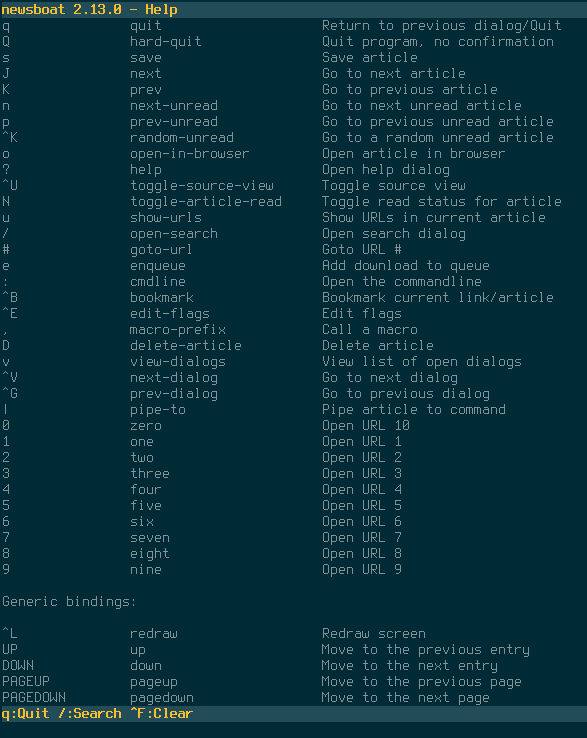 newsboat 2.13.0 - Help
q quit Return to previous dialog/Quit
Q hard-quit Quit program, no confirmation
s save Save article
J next Go to next article
K prev Go to previous article
n next-unread Go to next unread article
p prev-unread Go to previous unread article
^K random-unread Go to a random unread article
o open-in-browser Open article in browser
? help Open help dialog
^U toggle-source-view Toggle source view
N toggle-article-read Toggle read status for article
u show-urls Show URLs in current article
/ open-search Open search dialog
# goto-url Goto URL #
e enqueue Add download to queue
: cmdline Open the commandline
^B bookmark Bookmark current link/article
^E edit-flags Edit flags
, macro-prefix Call a macro
D delete-article Delete article
v view-dialogs View list of open dialogs
^V next-dialog Go to next dialog
^G prev-dialog Go to previous dialog
| pipe-to Pipe article to command
0 zero Open URL 10
1 one Open URL 1
2 two Open URL 2
3 three Open URL 3
4 four Open URL 4
5 five Open URL 5
6 six Open URL 6
7 seven Open URL 7
8 eight Open URL 8
9 nine Open URL 9
Generic bindings:
^L redraw Redraw screen
UP up Move to the previous entry
DOWN down Move to the next entry
PAGEUP pageup Move to the previous page
PAGEDOWN pagedown Move to the next page
q:Quit /:Search ^F:Clear